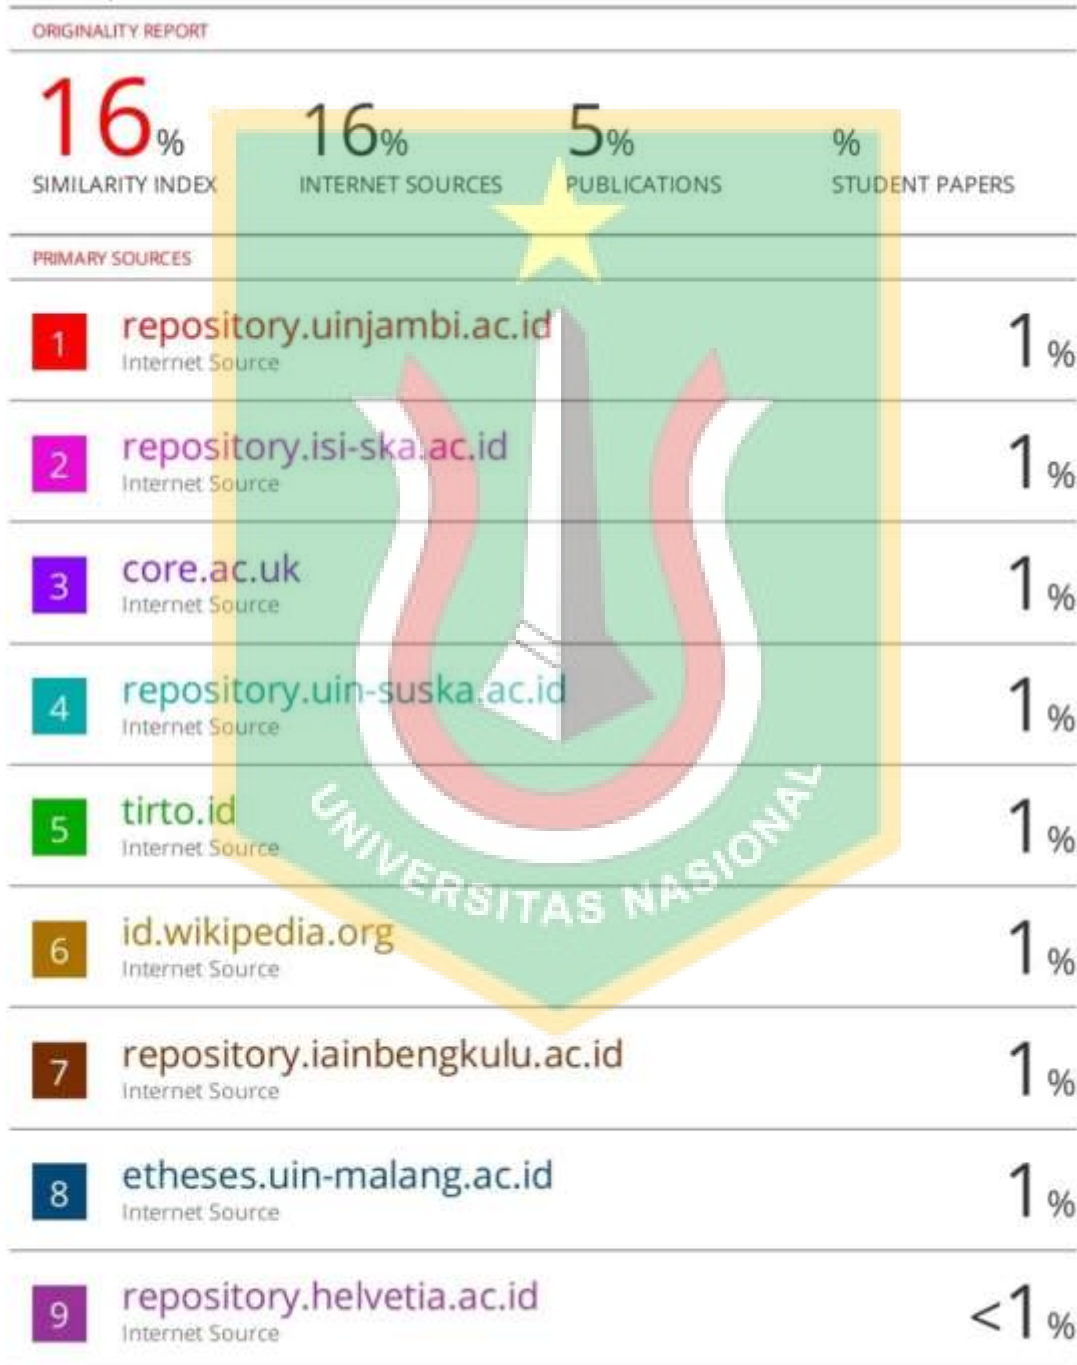 ORIGINALITY REPORT
16% 16% 5% %
SIMILARITY INDEX INTERNET SOURCES PUBLICATIONS STUDENT PAPERS
PRIMARY SOURCES
1 repository.uinjambi.ac.id 1%
Internet Source
2 repository.isi-ska.ac.id 1%
Internet Source
3 core.ac.uk 1%
Internet Source
4 repository.uin-suska.ac.id 1%
Internet Source
5 tirto.id 1%
Internet Source
6 id.wikipedia.org 1%
Internet Source
7 repository.iainbengkulu.ac.id 1%
Internet Source
8 etheses.uin-malang.ac.id 1%
Internet Source
9 repository.helvetia.ac.id <1%
Internet Source
UNIVERSITAS NASIONAL